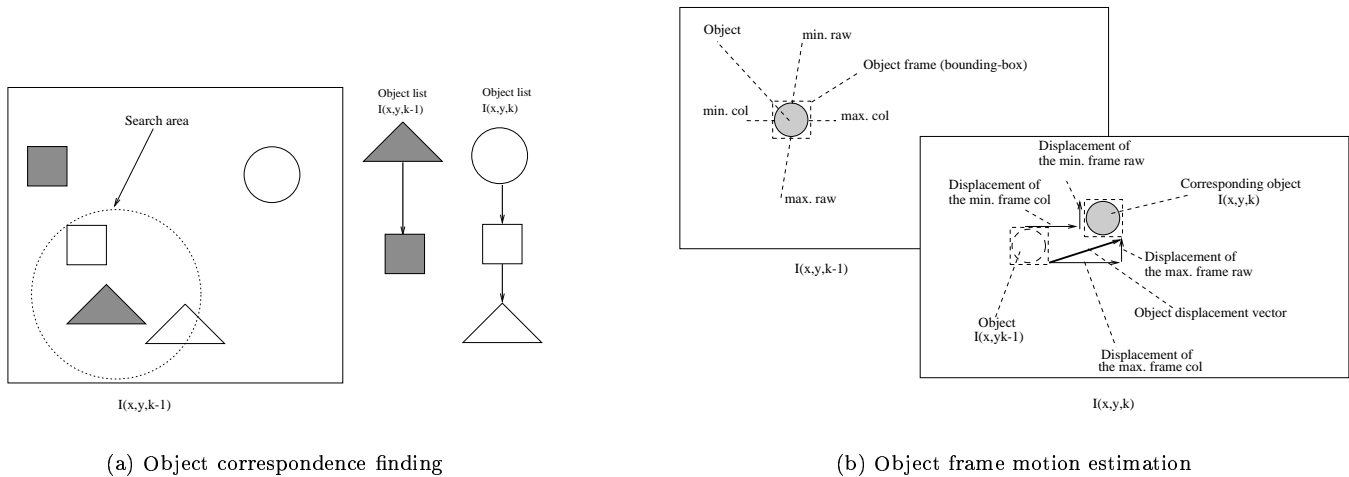 Object list
I(x,y,k-1)
Object list
I(x,y,k)
Search area
I(x,y,k-1)
(a) Object correspondence finding
Object
min. raw
Object frame (bounding-box)
min. col
max. col
max. raw
I(x,y,k-1)
Displacement of
the min. frame raw
Displacement of
the min. frame col
Corresponding object
I(x,y,k)
Displacement of
the max. frame raw
Object displacement vector
Object
I(x,yk-1)
Displacement of
the max. frame col
I(x,y,k)
(b) Object frame motion estimation